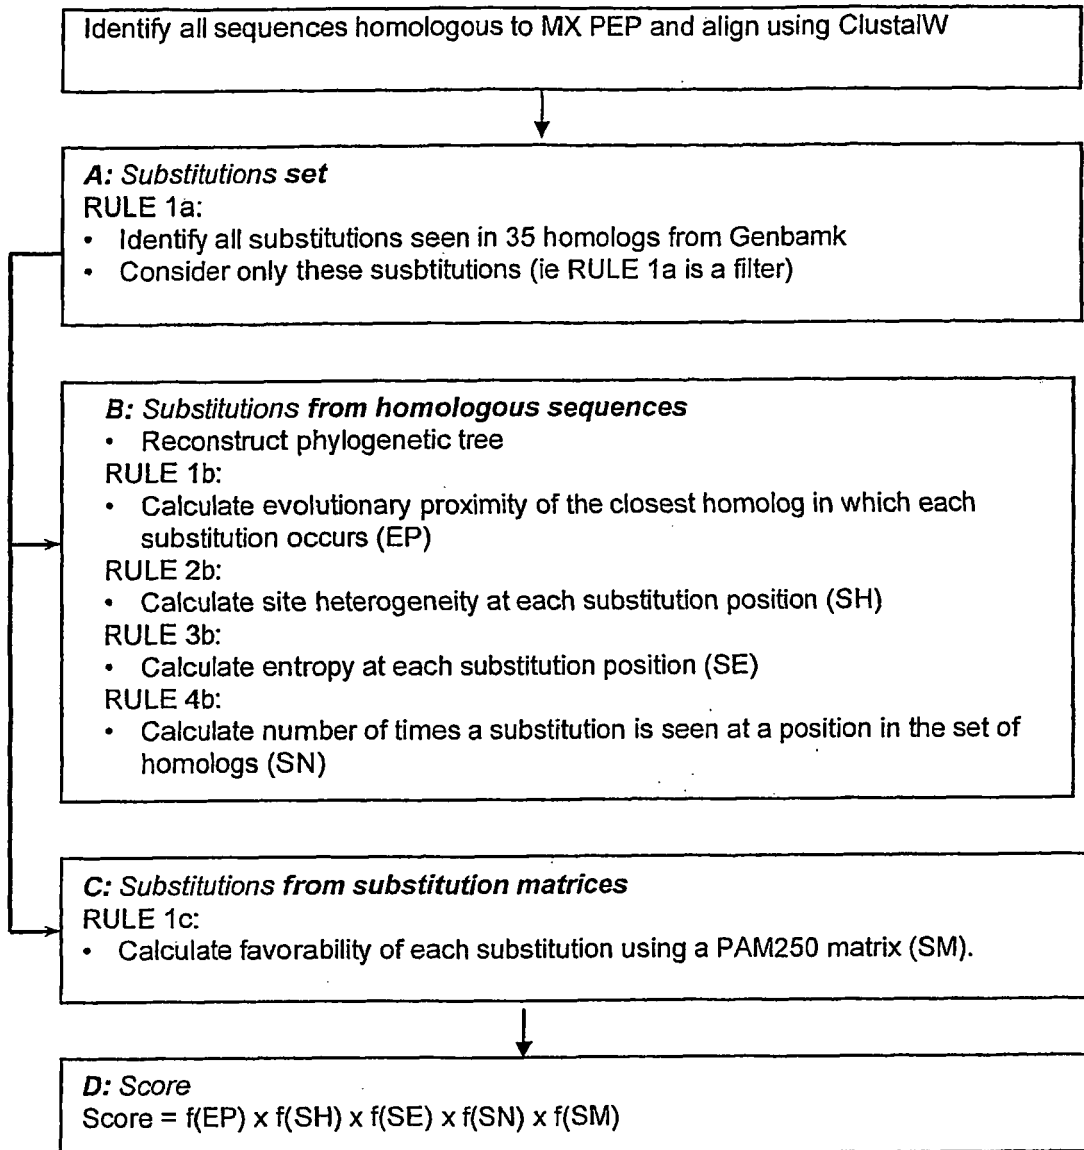 Identify all sequences homologous to MX PEP and align using ClustalW
A: Substitutions set
RULE 1a:
• Identify all substitutions seen in 35 homologs from Genbamk
• Consider only these susbtitutions (ie RULE 1a is a filter)
B: Substitutions from homologous sequences
• Reconstruct phylogenetic tree
RULE 1b:
• Calculate evolutionary proximity of the closest homolog in which each
substitution occurs (EP)
RULE 2b:
• Calculate site heterogeneity at each substitution position (SH)
RULE 3b:
• Calculate entropy at each substitution position (SE)
RULE 4b:
• Calculate number of times a substitution is seen at a position in the set of
homologs (SN)
C: Substitutions from substitution matrices
RULE 1c:
• Calculate favorability of each substitution using a PAM250 matrix (SM).
D: Score
Score = f(EP) x f(SH) x f(SE) x f(SN) x f(SM)